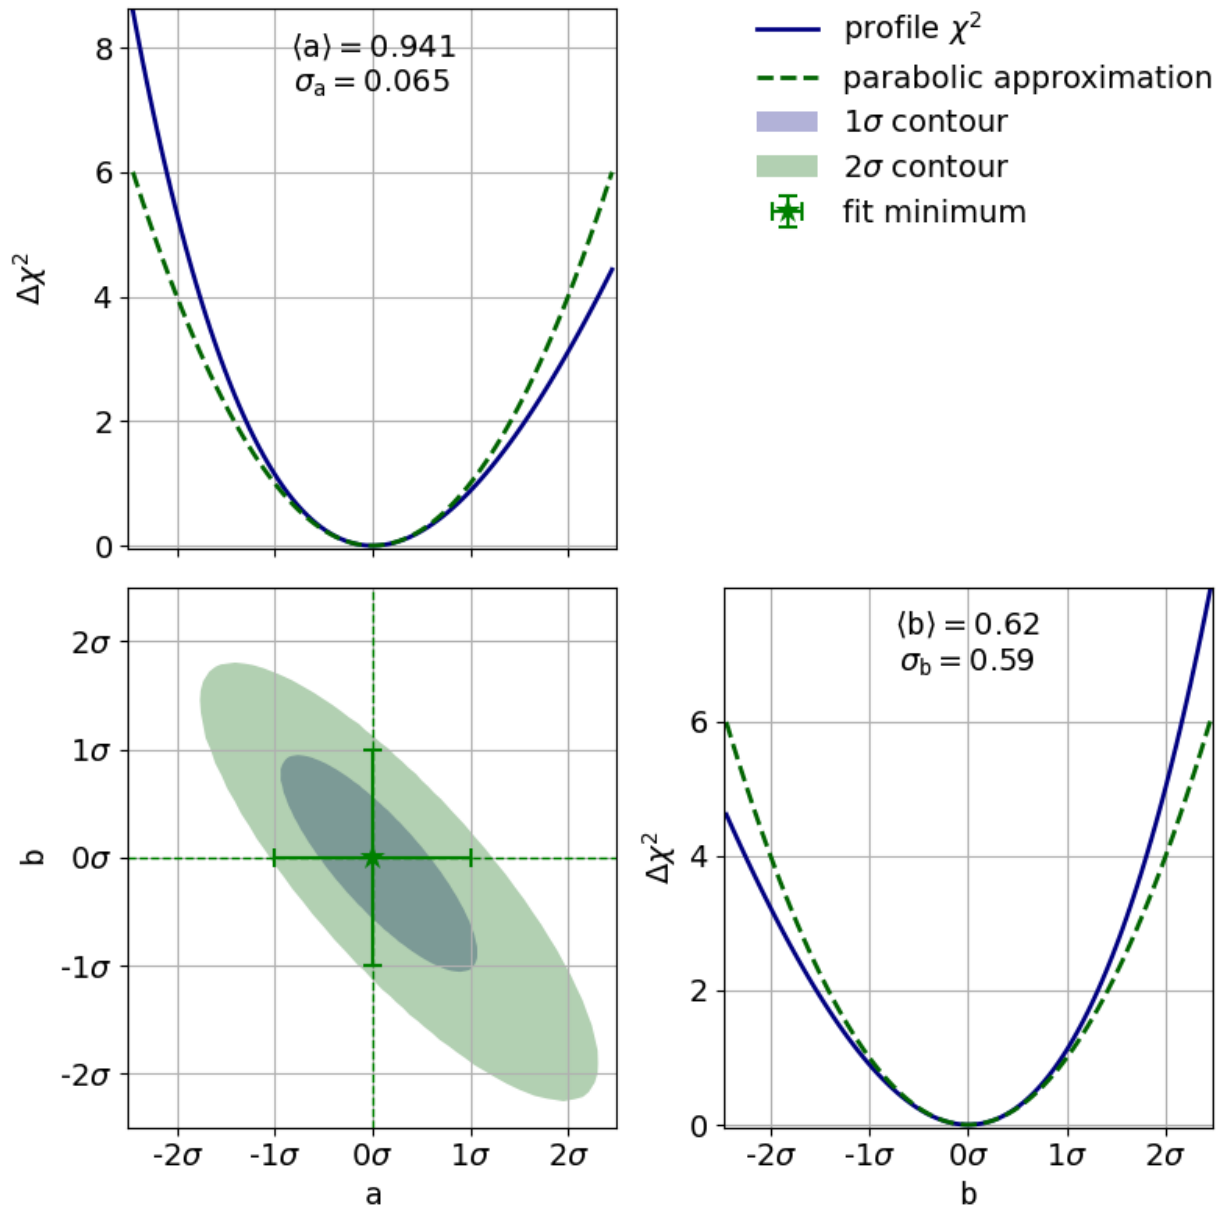 ⟨a⟩ = 0.941
σa = 0.065
8
6
4
2
0
Δχ²
profile χ²
parabolic approximation
1σ contour
2σ contour
fit minimum
2σ
1σ
0σ
-1σ
-2σ
b
-2σ -1σ 0σ 1σ 2σ
a
⟨b⟩ = 0.62
σb = 0.59
6
4
2
0
Δχ²
-2σ -1σ 0σ 1σ 2σ
b